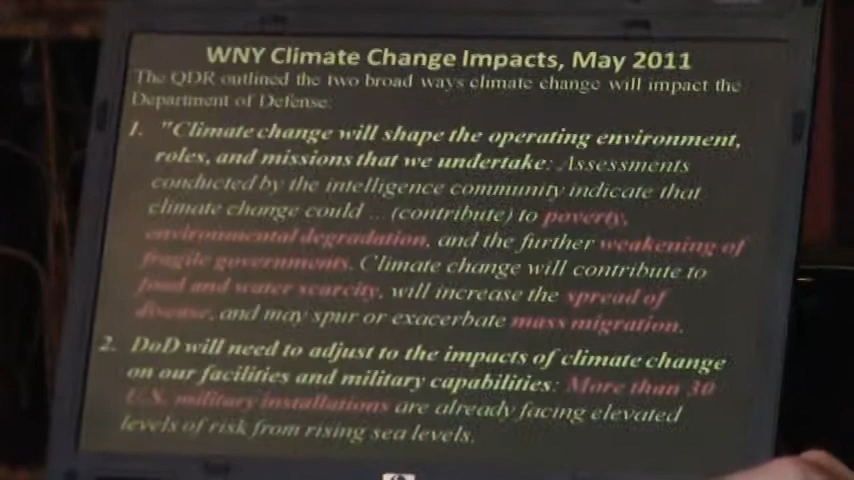 WNY Climate Change Impacts, May 2011
The QDR outlined the two broad ways climate change will impact the
Department of Defense:
1. "Climate change will shape the operating environment,
roles, and missions that we undertake: Assessments
conducted by the intelligence community indicate that
climate change could ... (contribute) to poverty,
environmental degradation, and the further weakening of
fragile governments. Climate change will contribute to
food and water scarcity, will increase the spread of
disease, and may spur or exacerbate mass migration.
2. DoD will need to adjust to the impacts of climate change
on our facilities and military capabilities: More than 30
U.S. military installations are already facing elevated
levels of risk from rising sea levels.